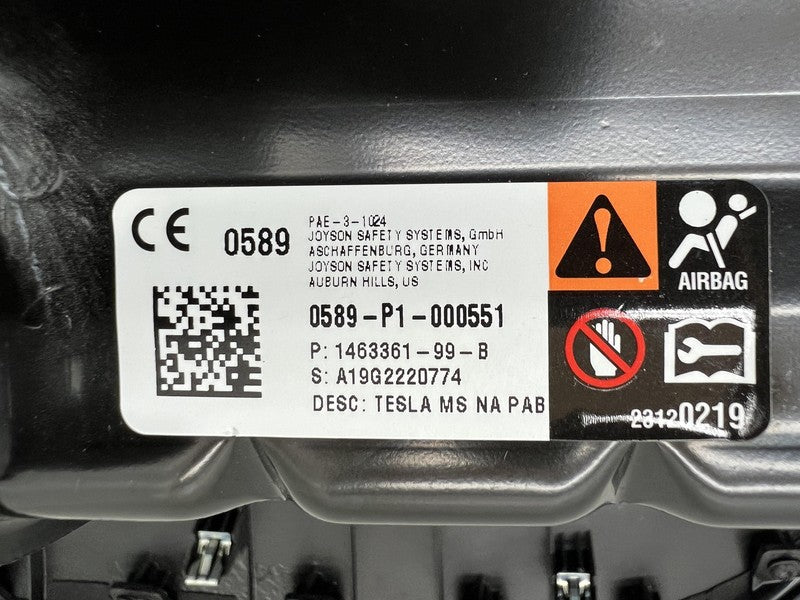 CE 0589
PAE-3-1024
JOYSON SAFETY SYSTEMS, GmbH
ASCHAFFENBURG, GERMANY
JOYSON SAFETY SYSTEMS, INC
AUBURN HILLS, US
0589-P1-000551
P: 1463361-99-B
S: A19G2220774
DESC: TESLA MS NA PAB
AIRBAG
23120219